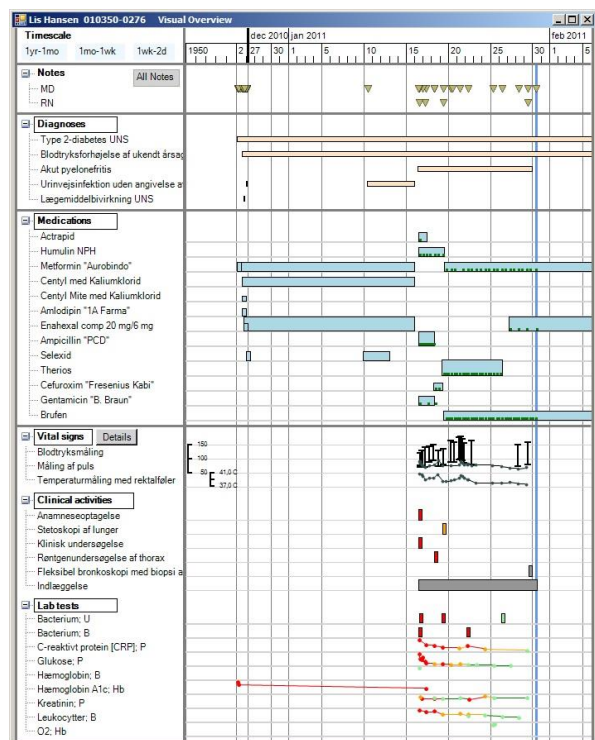 Lis Hansen 010350-0276 Visual Overview
Timescale
dec 2010 jan 2011 feb 2011
1yr-1mo 1mo-1wk 1wk-2d
1950 2 27 30 1 5 10 15 20 25 30 1 5
Notes All Notes
MD
RN
Diagnoses
Type 2-diabetes UNS
Blodtryksforhøjelse af ukendt årsag
Akut pyelonefritis
Urinvejsinfektion uden angivelse a
Lægemiddelbivirkning UNS
Medications
Actrapid
Humulin NPH
Metformin "Aurobindo"
Centyl med Kaliumklorid
Centyl Mite med Kaliumklorid
Amlodipin "1A Farma"
Enahexal comp 20 mg/6 mg
Ampicillin "PCD"
Selexid
Therios
Cefuroxim "Fresenius Kabi"
Gentamicin "B. Braun"
Brufen
Vital signs Details
Blodtryksmåling
Måling af puls
Temperaturmåling med rektalføler
150
100
50 41,0 C
37,0 C
Clinical activities
Anamneseoptagelse
Stetoskopi af lunger
Klinisk undersøgelse
Røntgenundersøgelse af thorax
Fleksibel bronkoskopi med biopsi a
Indlæggelse
Lab tests
Bacterium; U
Bacterium; B
C-reaktivt protein [CRP]; P
Glukose; P
Hæmoglobin; B
Hæmoglobin A1c; Hb
Kreatinin; P
Leukocytter; B
O2; Hb